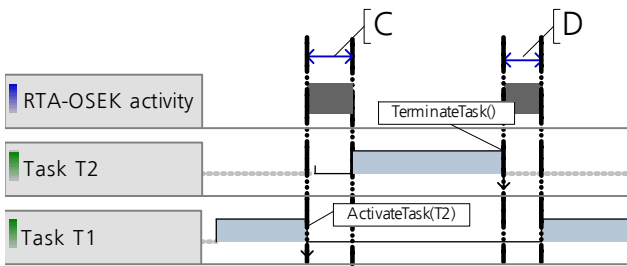 C
D
RTA-OSEK activity
TerminateTask()
Task T2
ActivateTask(T2)
Task T1